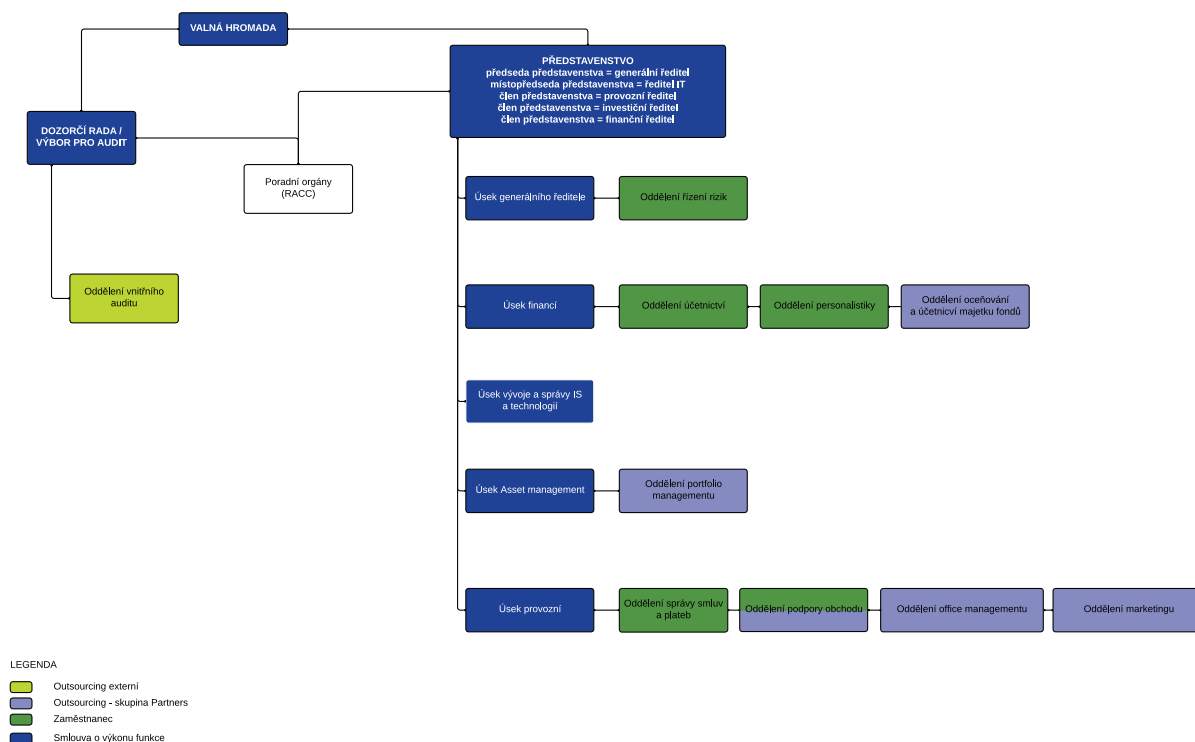 VALNÁ HROMADA
PŘEDSTAVENSTVO
předseda představenstva = generální ředitel
místopředseda představenstva = ředitel IT
člen představenstva = provozní ředitel
člen představenstva = investiční ředitel
člen představenstva = finanční ředitel
DOZORČÍ RADA /
VÝBOR PRO AUDIT
Poradní orgány
(RACC)
Úsek generálního ředitele
Oddělení řízení rizik
Oddělení vnitřního
auditu
Úsek financí
Oddělení účetnictví
Oddělení personalistiky
Oddělení oceňování
a účetnicví majetku fondů
Úsek vývoje a správy IS
a technologií
Úsek Asset management
Oddělení portfolio
managementu
Úsek provozní
Oddělení správy smluv
a plateb
Oddělení podpory obchodu
Oddělení office managementu
Oddělení marketingu
LEGENDA
Outsourcing externí
Outsourcing - skupina Partners
Zaměstnanec
Smlouva o výkonu funkce